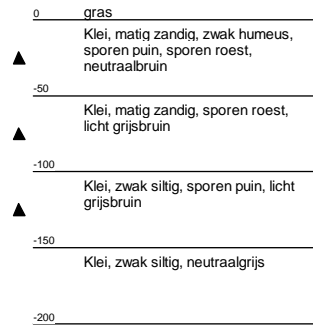 0 gras
Klei, matig zandig, zwak humeus,
sporen puin, sporen roest,
neutraalbruin
-50
Klei, matig zandig, sporen roest,
licht grijsbruin
-100
Klei, zwak siltig, sporen puin, licht
grijsbruin
-150
Klei, zwak siltig, neutraalgrijs
-200